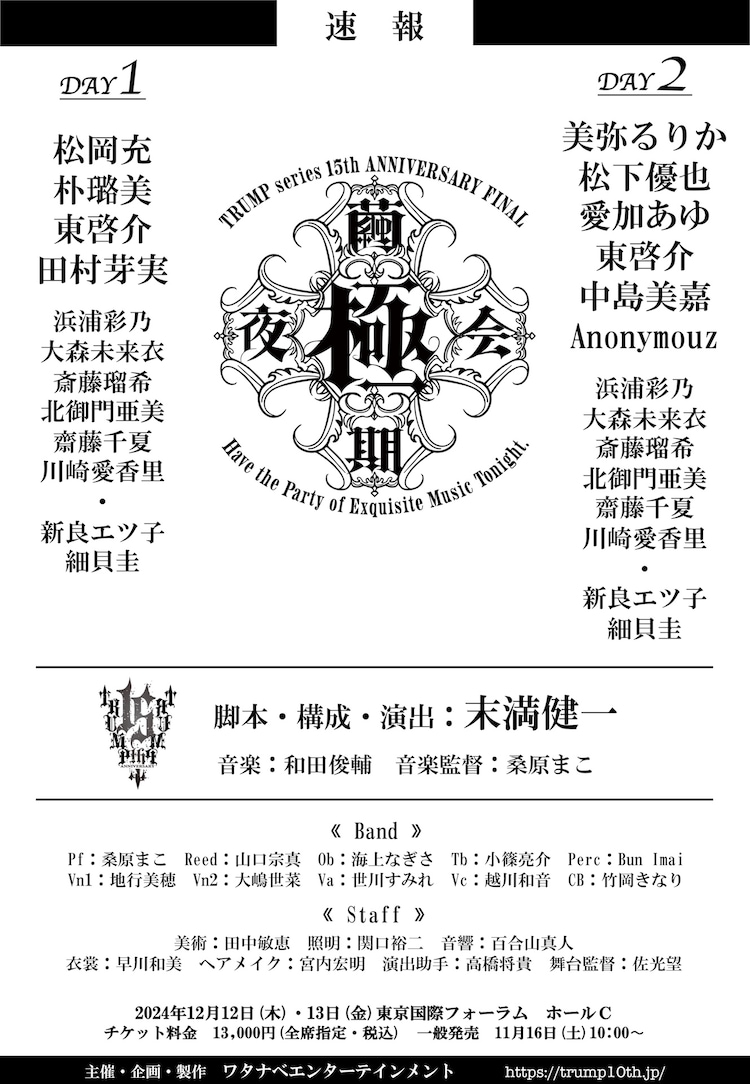 速 報
DAY1
松岡充
朴璐美
東啓介
田村芽実
浜浦彩乃
大森未来衣
斎藤瑠希
北御門亜美
齋藤千夏
川崎愛香里
・
新良エツ子
細貝圭
TRUMP series 15th ANNIVERSARY FINAL
繭
夜 極 会
期
Have the Party of Exquisite Music Tonight.
DAY2
美弥るりか
松下優也
愛加あゆ
東啓介
中島美嘉
Anonymouz
浜浦彩乃
大森未来衣
斎藤瑠希
北御門亜美
齋藤千夏
川崎愛香里
・
新良エツ子
細貝圭
15
TRUMP TRUMP
ANNIVERSARY
脚本・構成・演出：末満健一
音楽：和田俊輔 音楽監督：桑原まこ
《 Band 》
Pf：桑原まこ Reed：山口宗真 Ob：海上なぎさ Tb：小篠亮介 Perc：Bun Imai
Vn1：地行美穂 Vn2：大嶋世菜 Va：世川すみれ Vc：越川和音 CB：竹岡きなり
《 Staff 》
美術：田中敏恵 照明：関口裕二 音響：百合山真人
衣裳：早川和美 ヘアメイク：宮内宏明 演出助手：高橋将貴 舞台監督：佐光望
2024年12月12日(木)・13日(金)東京国際フォーラム ホールC
チケット料金 13,000円(全席指定・税込) 一般発売 11月16日(土)10:00～
主催・企画・製作 ワタナベエンターテインメント https://trump10th.jp/